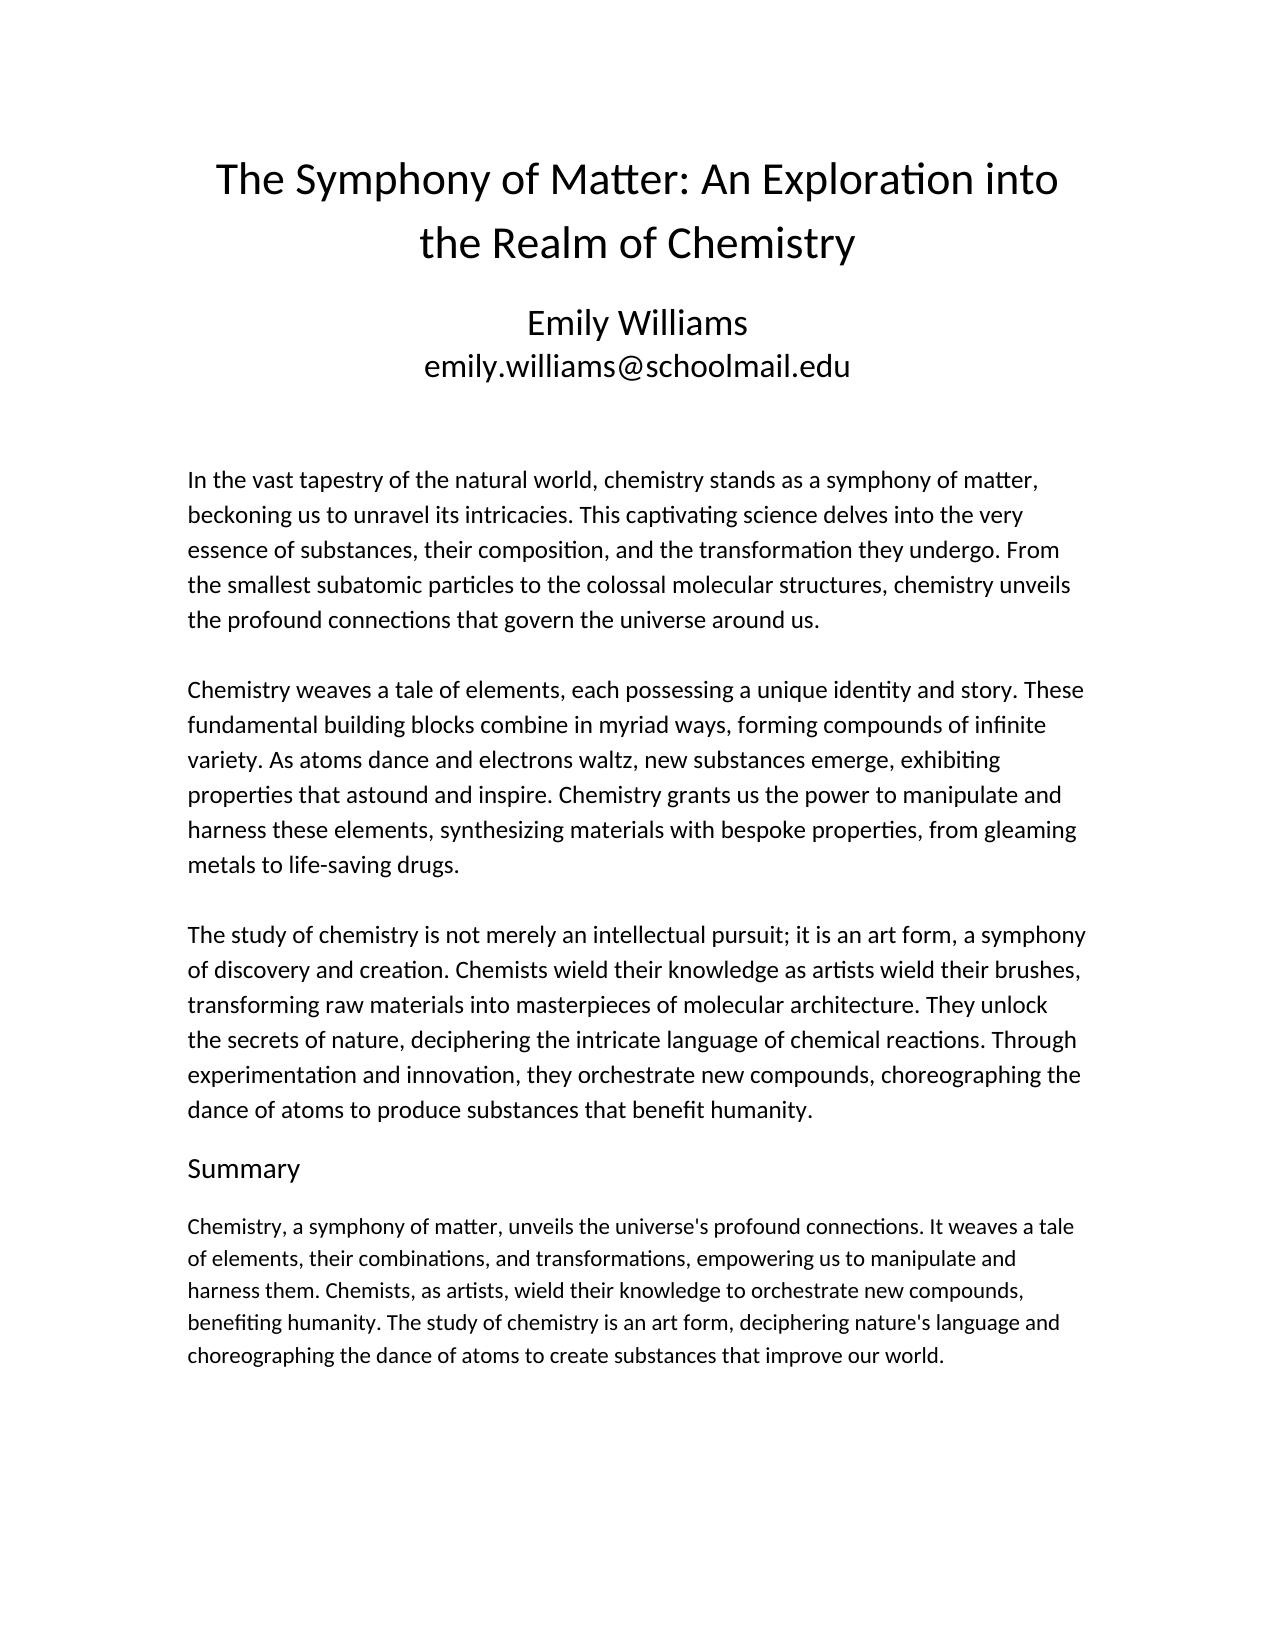 The Symphony of Matter: An Exploration into
the Realm of Chemistry
Emily Williams
emily.williams@schoolmail.edu
In the vast tapestry of the natural world, chemistry stands as a symphony of matter,
beckoning us to unravel its intricacies. This captivating science delves into the very
essence of substances, their composition, and the transformation they undergo. From
the smallest subatomic particles to the colossal molecular structures, chemistry unveils
the profound connections that govern the universe around us.
Chemistry weaves a tale of elements, each possessing a unique identity and story. These
fundamental building blocks combine in myriad ways, forming compounds of infinite
variety. As atoms dance and electrons waltz, new substances emerge, exhibiting
properties that astound and inspire. Chemistry grants us the power to manipulate and
harness these elements, synthesizing materials with bespoke properties, from gleaming
metals to life-saving drugs.
The study of chemistry is not merely an intellectual pursuit; it is an art form, a symphony
of discovery and creation. Chemists wield their knowledge as artists wield their brushes,
transforming raw materials into masterpieces of molecular architecture. They unlock
the secrets of nature, deciphering the intricate language of chemical reactions. Through
experimentation and innovation, they orchestrate new compounds, choreographing the
dance of atoms to produce substances that benefit humanity.
Summary
Chemistry, a symphony of matter, unveils the universe's profound connections. It weaves a tale
of elements, their combinations, and transformations, empowering us to manipulate and
harness them. Chemists, as artists, wield their knowledge to orchestrate new compounds,
benefiting humanity. The study of chemistry is an art form, deciphering nature's language and
choreographing the dance of atoms to create substances that improve our world.